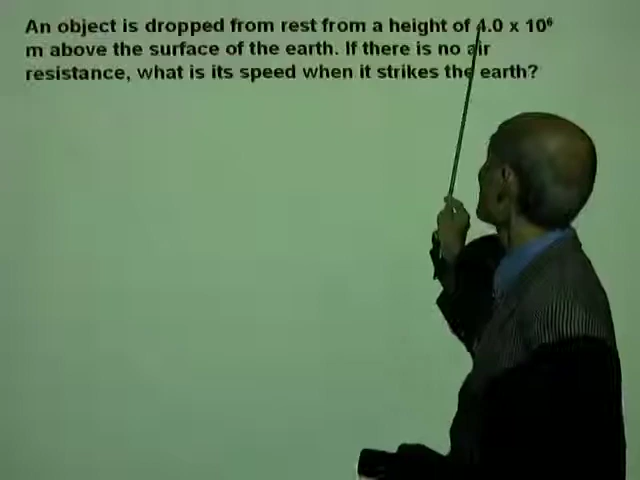 An object is dropped from rest from a height of 4.0 x 10⁶
m above the surface of the earth. If there is no air
resistance, what is its speed when it strikes the earth?